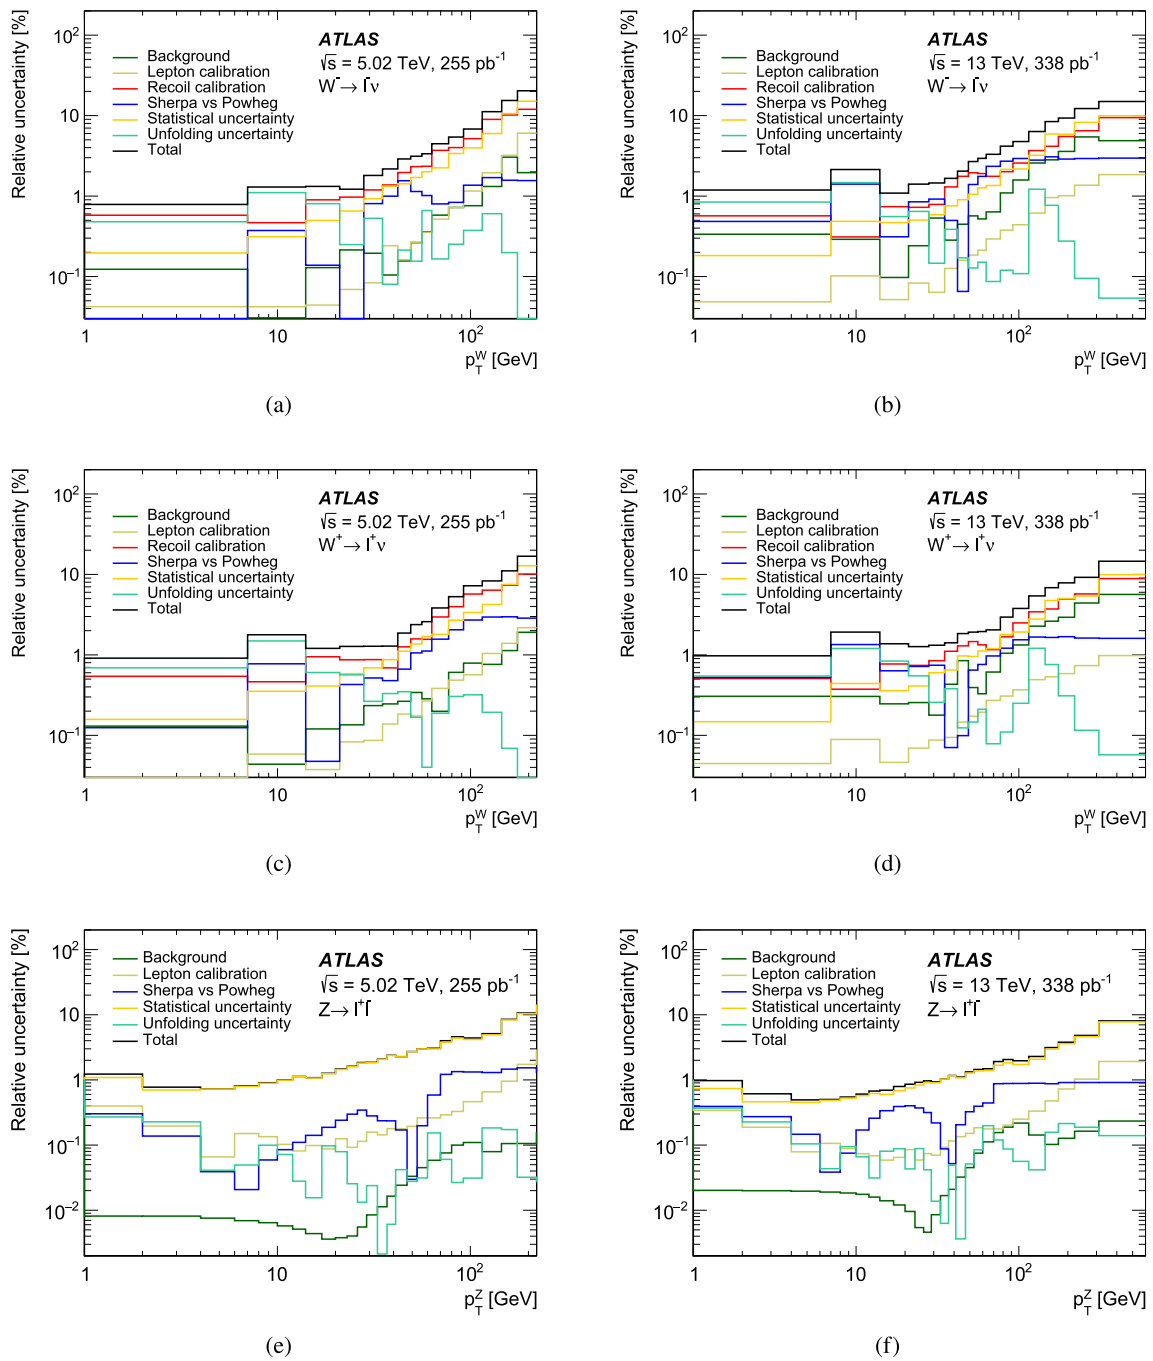 Relative uncertainty [%]
10²
10
1
10⁻¹
Background
Lepton calibration
Recoil calibration
Sherpa vs Powheg
Statistical uncertainty
Unfolding uncertainty
Total
ATLAS
√s = 5.02 TeV, 255 pb⁻¹
W⁻→ l⁻ν
1 10 10²
p_T^W [GeV]
(a)
Relative uncertainty [%]
10²
10
1
10⁻¹
Background
Lepton calibration
Recoil calibration
Sherpa vs Powheg
Statistical uncertainty
Unfolding uncertainty
Total
ATLAS
√s = 13 TeV, 338 pb⁻¹
W⁻→ l⁻ν
1 10 10²
p_T^W [GeV]
(b)
Relative uncertainty [%]
10²
10
1
10⁻¹
Background
Lepton calibration
Recoil calibration
Sherpa vs Powheg
Statistical uncertainty
Unfolding uncertainty
Total
ATLAS
√s = 5.02 TeV, 255 pb⁻¹
W⁺→ l⁺ν
1 10 10²
p_T^W [GeV]
(c)
Relative uncertainty [%]
10²
10
1
10⁻¹
Background
Lepton calibration
Recoil calibration
Sherpa vs Powheg
Statistical uncertainty
Unfolding uncertainty
Total
ATLAS
√s = 13 TeV, 338 pb⁻¹
W⁺→ l⁺ν
1 10 10²
p_T^W [GeV]
(d)
Relative uncertainty [%]
10²
10
1
10⁻¹
10⁻²
Background
Lepton calibration
Sherpa vs Powheg
Statistical uncertainty
Unfolding uncertainty
Total
ATLAS
√s = 5.02 TeV, 255 pb⁻¹
Z→ l⁺l⁻
1 10 10²
p_T^Z [GeV]
(e)
Relative uncertainty [%]
10²
10
1
10⁻¹
10⁻²
Background
Lepton calibration
Sherpa vs Powheg
Statistical uncertainty
Unfolding uncertainty
Total
ATLAS
√s = 13 TeV, 338 pb⁻¹
Z→ l⁺l⁻
1 10 10²
p_T^Z [GeV]
(f)